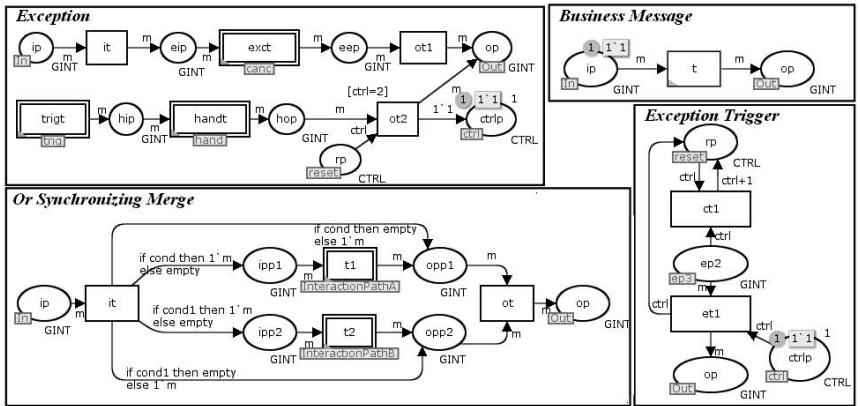 Exception
ip
m
it
m
eip
m
exct
m
eep
m
ot1
m
op
In
GINT
GINT
canc
GINT
Out
GINT
[ctrl=2]
m
1
1`1
1
trigt
m
hip
m
handt
m
hop
m
ot2
1`1
ctrlp
trig
GINT
hand
GINT
ctrl
ctrl
rp
reset
CTRL
CTRL
Business Message
1
1`1
ip
m
t
m
op
In
GINT
Out
GINT
Exception Trigger
rp
reset
CTRL
ctrl
ctrl+1
ct1
ctrl
ep2
ep3
GINT
m
ctrl
et1
ctrl
1
1`1
1
m
ctrlp
op
ctrl
CTRL
Out
GINT
Or Synchronizing Merge
if cond then empty
else 1`m
if cond then 1`m
else empty
ipp1
m
t1
m
opp1
m
GINT
InteractionPathA
GINT
ip
m
it
ot
m
op
In
GINT
Out
GINT
if cond1 then 1`m
else empty
ipp2
m
t2
m
opp2
m
GINT
InteractionPathB
GINT
if cond1 then empty
else 1`m